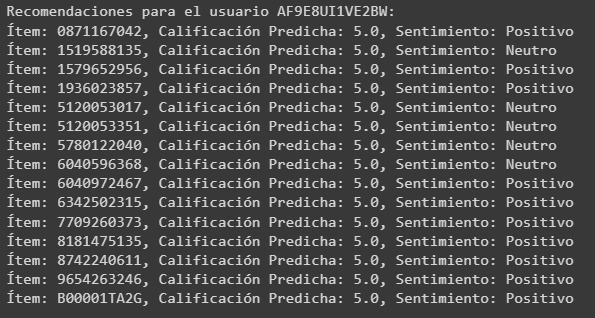 Recomendaciones para el usuario AF9E8UI1VE2BW:
Ítem: 0871167042, Calificación Predicha: 5.0, Sentimiento: Positivo
Ítem: 1519588135, Calificación Predicha: 5.0, Sentimiento: Neutro
Ítem: 1579652956, Calificación Predicha: 5.0, Sentimiento: Positivo
Ítem: 1936023857, Calificación Predicha: 5.0, Sentimiento: Positivo
Ítem: 5120053017, Calificación Predicha: 5.0, Sentimiento: Neutro
Ítem: 5120053351, Calificación Predicha: 5.0, Sentimiento: Neutro
Ítem: 5780122040, Calificación Predicha: 5.0, Sentimiento: Neutro
Ítem: 6040596368, Calificación Predicha: 5.0, Sentimiento: Neutro
Ítem: 6040972467, Calificación Predicha: 5.0, Sentimiento: Positivo
Ítem: 6342502315, Calificación Predicha: 5.0, Sentimiento: Positivo
Ítem: 7709260373, Calificación Predicha: 5.0, Sentimiento: Positivo
Ítem: 8181475135, Calificación Predicha: 5.0, Sentimiento: Positivo
Ítem: 8742240611, Calificación Predicha: 5.0, Sentimiento: Positivo
Ítem: 9654263246, Calificación Predicha: 5.0, Sentimiento: Positivo
Ítem: B00001TA2G, Calificación Predicha: 5.0, Sentimiento: Positivo